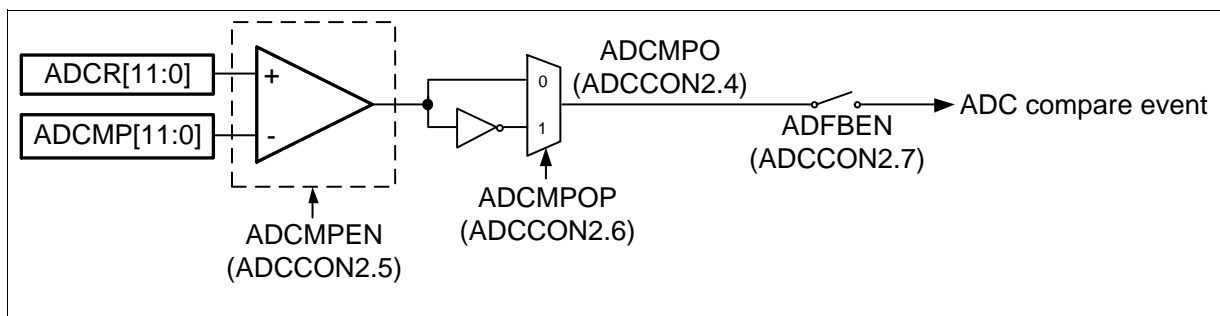 ADCR[11:0]
ADCMP[11:0]
+
-
0
1
ADCMPO
(ADCCON2.4)
ADFBEN
(ADCCON2.7)
ADC compare event
ADCMPOP
(ADCCON2.6)
ADCMPEN
(ADCCON2.5)